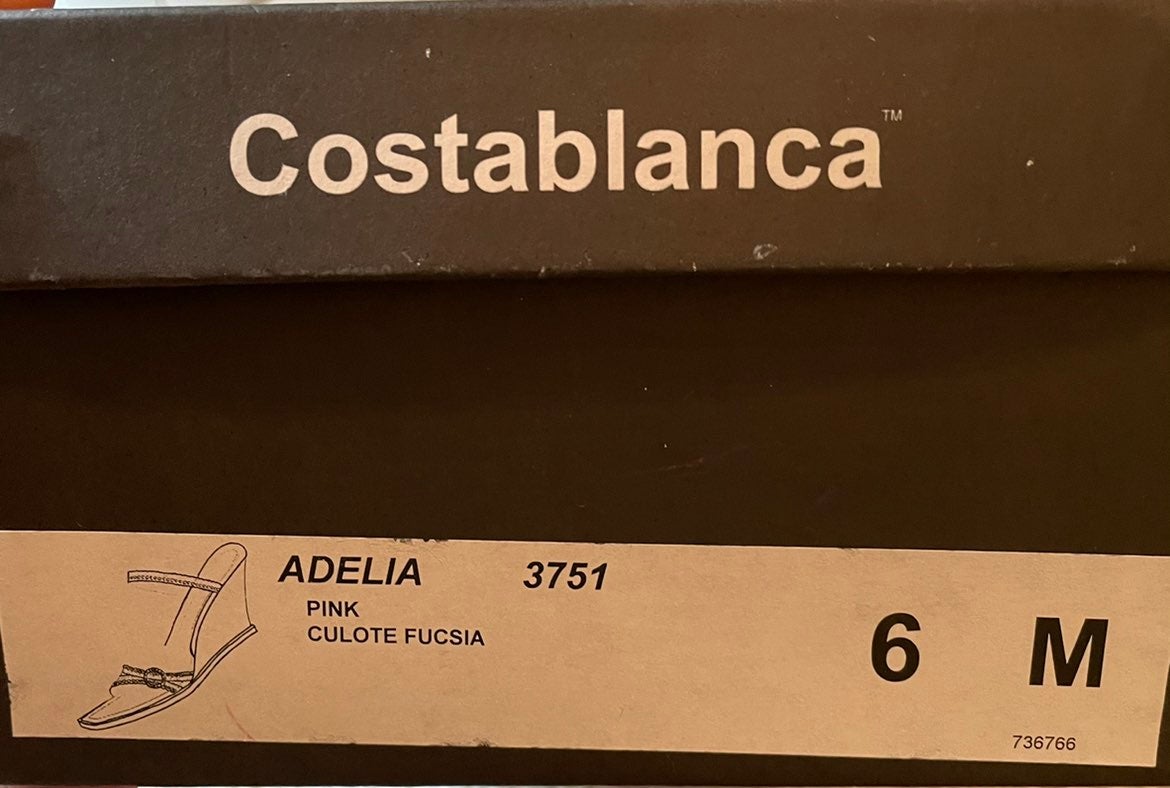 Costablanca™
ADELIA 3751
PINK
CULOTE FUCSIA
6 M
736766